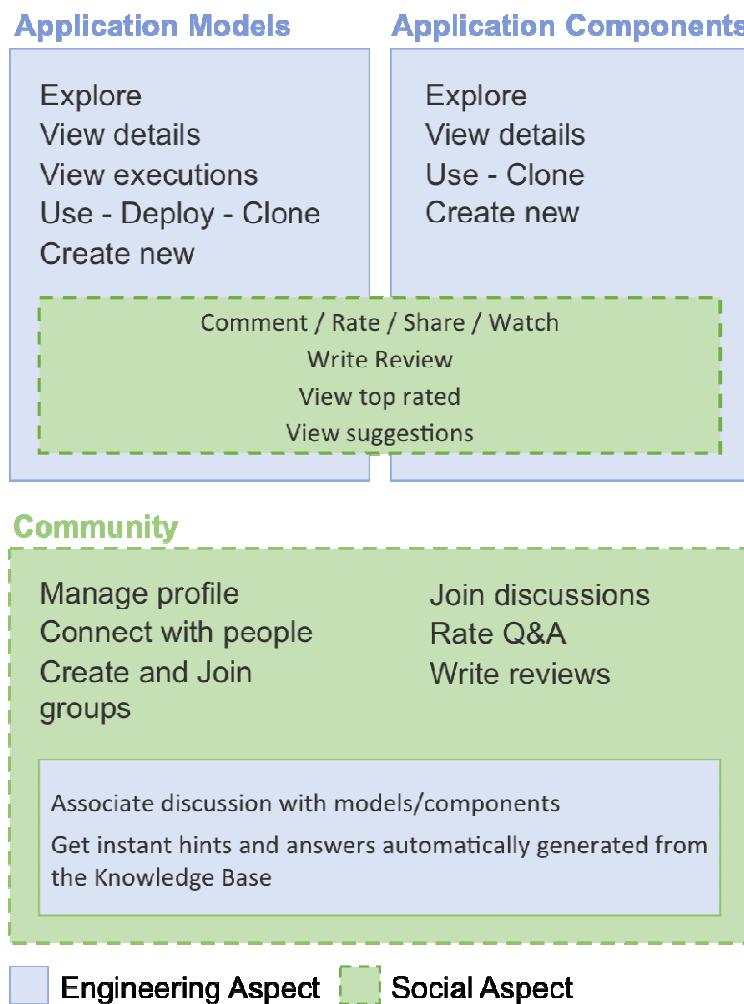 Application Models
Application Components
Explore
View details
View executions
Use - Deploy - Clone
Create new
Explore
View details
Use - Clone
Create new
Comment / Rate / Share / Watch
Write Review
View top rated
View suggestions
Community
Manage profile
Connect with people
Create and Join
groups
Join discussions
Rate Q&A
Write reviews
Associate discussion with models/components
Get instant hints and answers automatically generated from
the Knowledge Base
Engineering Aspect
Social Aspect